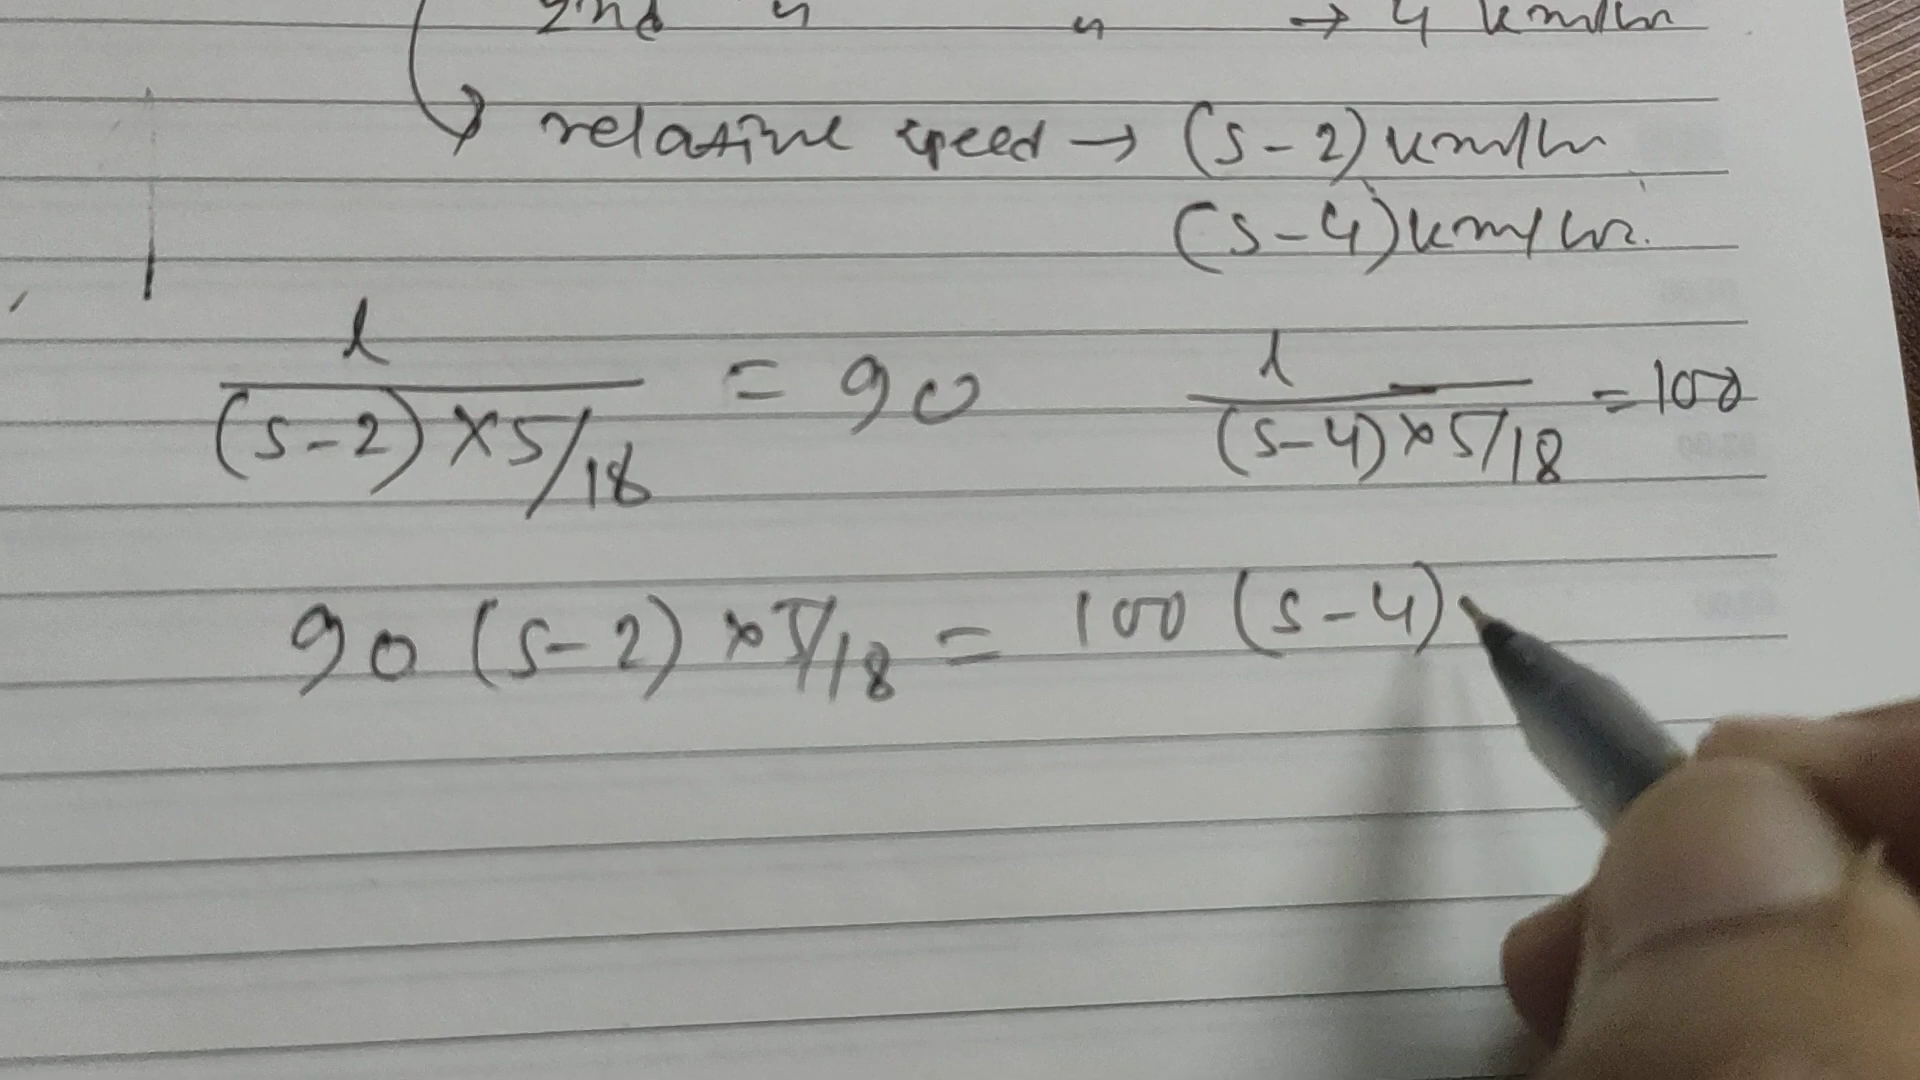 2nd " " → 4 km/hr
relative speed → (s-2) km/hr
(s-4) km/hr.
l / (s-2) × 5/18 = 90 l / (s-4) × 5/18 = 100
90 (s-2) × 5/18 = 100 (s-4)